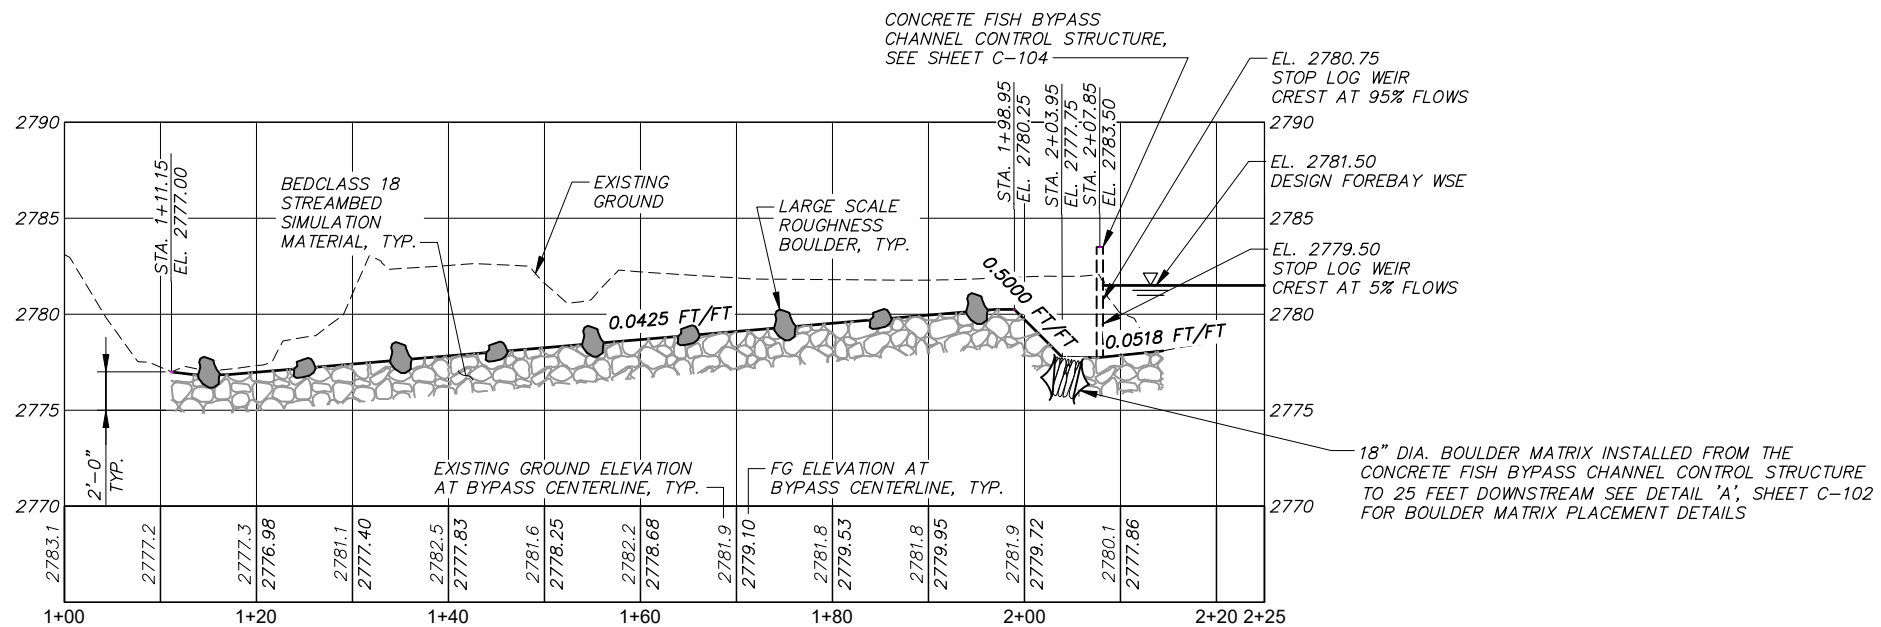 CONCRETE FISH BYPASS
CHANNEL CONTROL STRUCTURE,
SEE SHEET C-104
EL. 2780.75
STOP LOG WEIR
CREST AT 95% FLOWS
STA. 1+98.95
EL. 2780.25
STA. 2+03.95
EL. 2777.75
STA. 2+07.85
EL. 2783.50
2790
2790
EL. 2781.50
DESIGN FOREBAY WSE
STA. 1+11.15
EL. 2777.00
BEDCLASS 18
STREAMBED
SIMULATION
MATERIAL, TYP.
EXISTING
GROUND
LARGE SCALE
ROUGHNESS
BOULDER, TYP.
2785
2785
EL. 2779.50
STOP LOG WEIR
CREST AT 5% FLOWS
0.5000 FT/FT
0.0425 FT/FT
0.0518 FT/FT
2780
2780
2775
2775
2'-0"
TYP.
EXISTING GROUND ELEVATION
AT BYPASS CENTERLINE, TYP.
FG ELEVATION AT
BYPASS CENTERLINE, TYP.
18" DIA. BOULDER MATRIX INSTALLED FROM THE
CONCRETE FISH BYPASS CHANNEL CONTROL STRUCTURE
TO 25 FEET DOWNSTREAM SEE DETAIL 'A', SHEET C-102
FOR BOULDER MATRIX PLACEMENT DETAILS
2770
2770
2783.1
2777.2
2777.3
2776.98
2781.1
2777.40
2782.5
2777.83
2781.6
2778.25
2782.2
2778.68
2781.9
2779.10
2781.8
2779.53
2781.8
2779.95
2781.9
2779.72
2780.1
2777.86
1+00
1+20
1+40
1+60
1+80
2+00
2+20
2+25